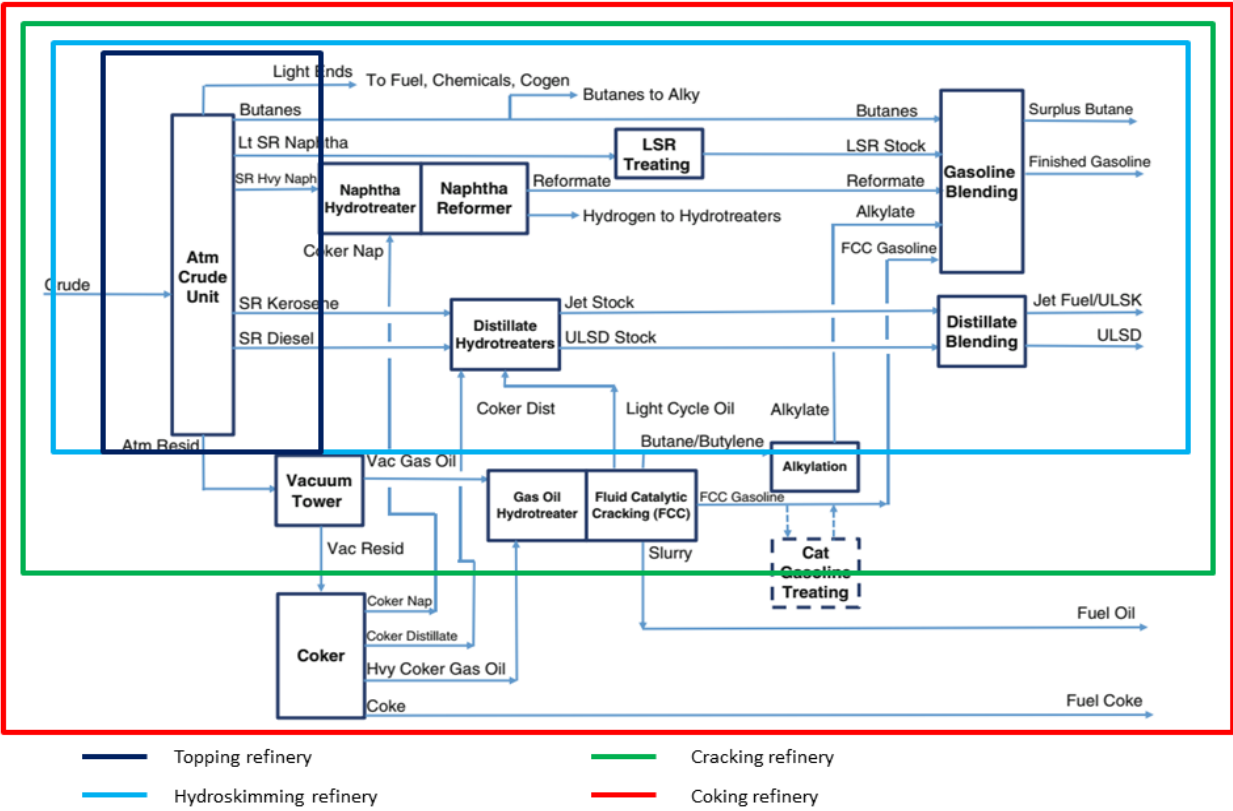 Light Ends
To Fuel, Chemicals, Cogen
Butanes
Butanes to Alky
Butanes
Surplus Butane
Lt SR Naphtha
LSR
Treating
LSR Stock
Finished Gasoline
SR Hvy Naph
Naphtha
Hydrotreater
Naphtha
Reformer
Reformate
Reformate
Gasoline
Blending
Hydrogen to Hydrotreaters
Alkylate
Coker Nap
FCC Gasoline
Atm
Crude
Unit
Crude
SR Kerosene
Jet Stock
Jet Fuel/ULSK
Distillate
Hydrotreaters
Distillate
Blending
SR Diesel
ULSD Stock
ULSD
Coker Dist
Light Cycle Oil
Alkylate
Atm Resid
Butane/Butylene
Vac Gas Oil
Alkylation
Vacuum
Tower
Gas Oil
Hydrotreater
Fluid Catalytic
Cracking (FCC)
FCC Gasoline
Vac Resid
Slurry
Cat
Gasoline
Treating
Coker Nap
Fuel Oil
Coker Distillate
Coker
Hvy Coker Gas Oil
Coke
Fuel Coke
Topping refinery
Cracking refinery
Hydroskimming refinery
Coking refinery